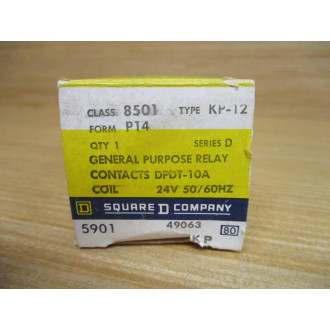 CLASS 8501 TYPE KP-12
FORM P14
QTY 1 SERIES D
GENERAL PURPOSE RELAY
CONTACTS DPDT-10A
COIL 24V 50/60HZ
D SQUARE D COMPANY
5901 49063 80
KP